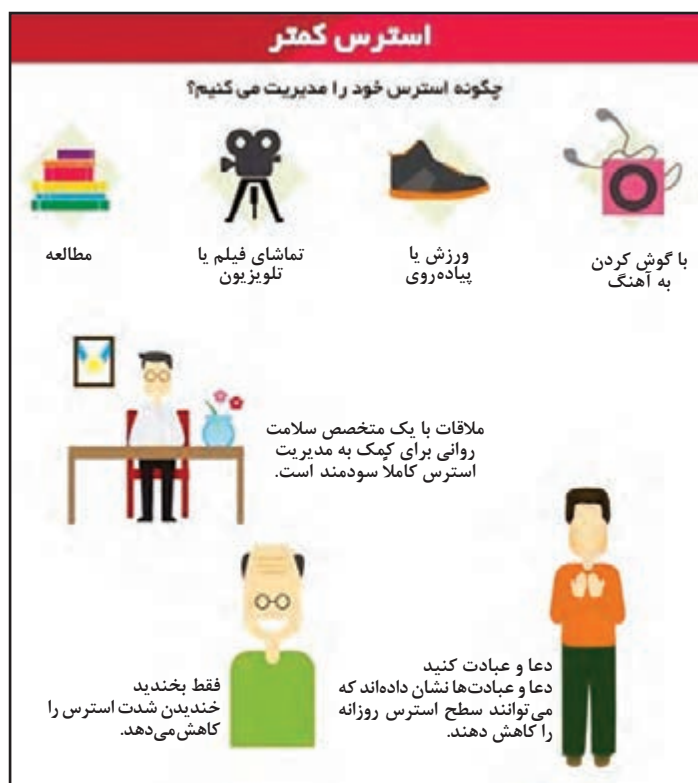 استرس کمتر
چگونه استرس خود را مدیریت می کنیم؟
با گوش کردن
به آهنگ
ورزش یا
پیاده‌روی
تماشای فیلم یا
تلویزیون
مطالعه
ملاقات با یک متخصص سلامت
روانی برای کمک به مدیریت
استرس کاملاً سودمند است.
دعا و عبادت کنید
دعا و عبادت‌ها نشان داده‌اند که
می‌توانند سطح استرس روزانه
را کاهش دهند.
فقط بخندید
خندیدن شدت استرس را
کاهش‌می‌دهد.